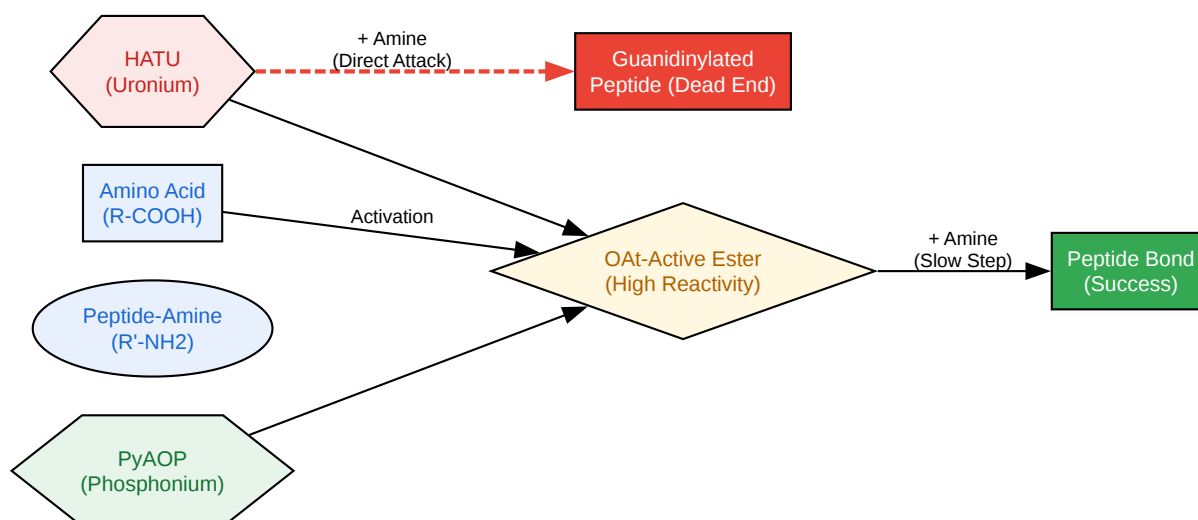 HATU
(Uronium)
+ Amine
(Direct Attack)
Guanidinylated
Peptide (Dead End)
Amino Acid
(R-COOH)
Activation
OAt-Active Ester
(High Reactivity)
+ Amine
(Slow Step)
Peptide Bond
(Success)
Peptide-Amine
(R'-NH2)
PyAOP
(Phosphonium)